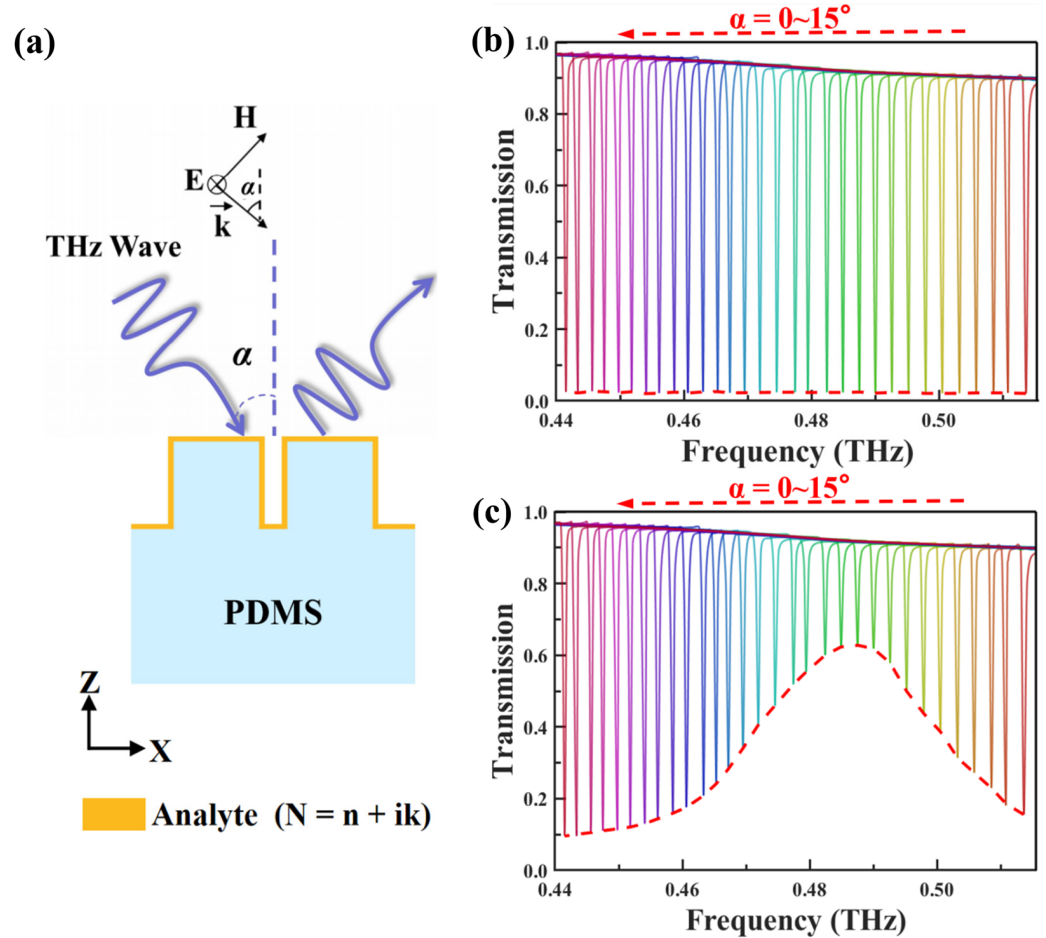 (a)
H
E
α
k
THz Wave
α
PDMS
Z
X
Analyte (N = n + ik)
(b)
α = 0~15°
1.0
0.8
0.6
0.4
0.2
0.0
Transmission
0.44
0.46
0.48
0.50
Frequency (THz)
(c)
α = 0~15°
1.0
0.8
0.6
0.4
0.2
0.0
Transmission
0.44
0.46
0.48
0.50
Frequency (THz)